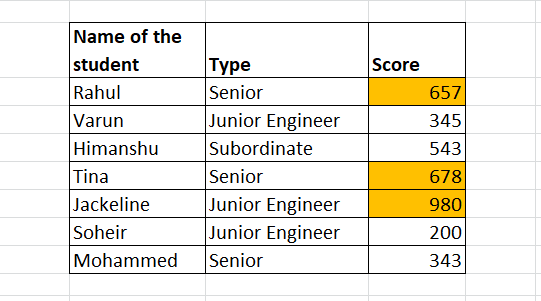 Name of the student Type Score
Rahul Senior 657
Varun Junior Engineer 345
Himanshu Subordinate 543
Tina Senior 678
Jackeline Junior Engineer 980
Soheir Junior Engineer 200
Mohammed Senior 343